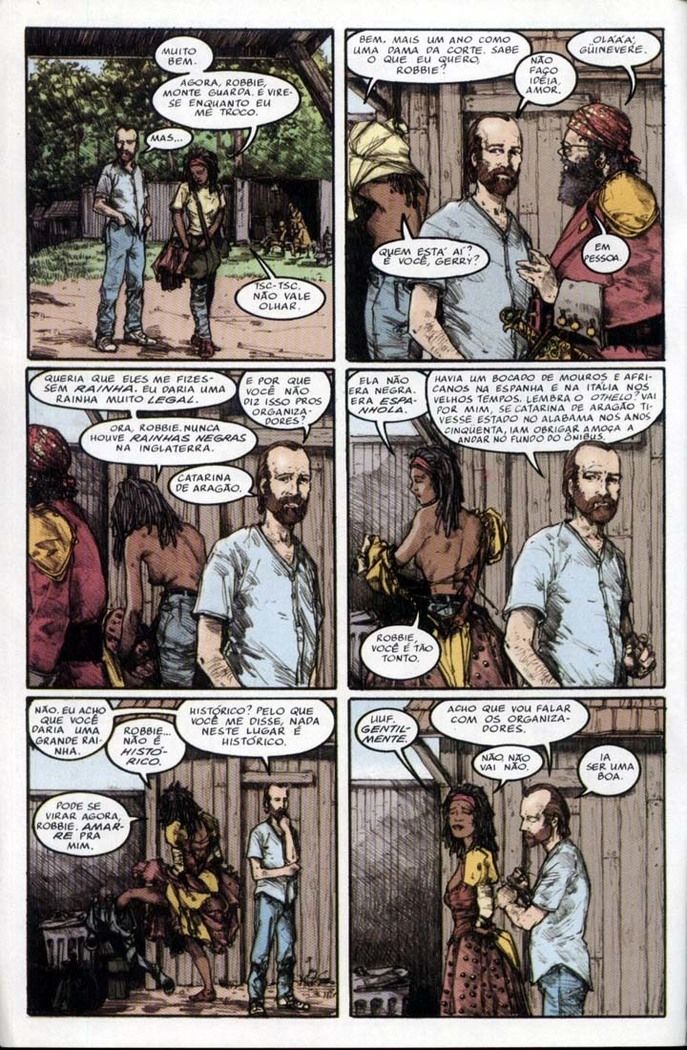 MUITO
BEM.
AGORA, ROBBIE,
MONTE GUARDA. E VIRE-
SE ENQUANTO EU
ME TROCO.
MAS...
TSC-TSC.
NÃO VALE
OLHAR.
BEM. MAIS UM ANO COMO
UMA DAMA DA CORTE. SABE
O QUE EU QUERO,
ROBBIE?
NÃO
FAÇO
IDÉIA,
AMOR.
OLÁ'Á'Á',
GÜINEVERE.
QUEM ESTÁ AÍ?
É VOCÊ, GERRY?
EM
PESSOA.
QUERIA QUE ELES ME FIZES-
SEM RAINHA. EU DARIA UMA
RAINHA MUITO LEGAL.
E POR QUE
VOCÊ NÃO
DIZ ISSO PROS
ORGANIZA-
DORES?
ORA, ROBBIE. NUNCA
HOUVE RAINHAS NEGRAS
NA INGLATERRA.
CATARINA
DE ARAGÃO.
ELA NÃO
ERA NEGRA.
ERA ESPA-
NHOLA.
HAVIA UM BOCADO DE MOUROS E AFRI-
CANOS NA ESPANHA E NA ITÁLIA NOS
VELHOS TEMPOS. LEMBRA O OTHELO? VAI
POR MIM, SE CATARINA DE ARAGÃO TI-
VESSE ESTADO NO ALABAMA NOS ANOS
CINQÜENTA, IAM OBRIGAR A MOÇA A
ANDAR NO FUNDO DO ÔNIBUS.
ROBBIE,
VOCÊ É TÃO
TONTO.
NÃO. EU ACHO
QUE VOCÊ
DARIA UMA
GRANDE RAI-
NHA.
ROBBIE...
NÃO É
HISTÓ-
RICO.
HISTÓRICO? PELO QUE
VOCÊ ME DISSE, NADA
NESTE LUGAR É
HISTÓRICO.
PODE SE
VIRAR AGORA,
ROBBIE. AMAR-
RE PRA
MIM.
UUF.
GENTIL-
MENTE.
ACHO QUE VOU FALAR
COM OS ORGANIZA-
DORES.
NÃO, NÃO
VAI NÃO.
IA
SER UMA
BOA.